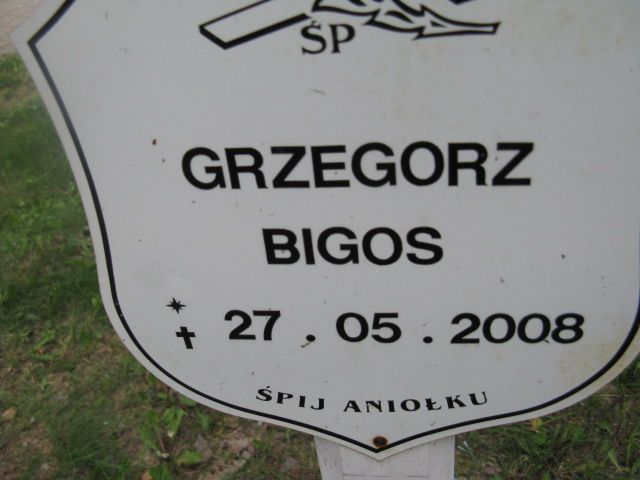 ŚP
GRZEGORZ
BIGOS
27.05.2008
ŚPIJ ANIOŁKU